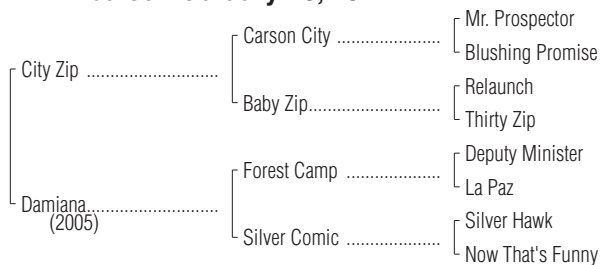 Mr. Prospector
Carson City ..........................
Blushing Promise
City Zip .................................
Relaunch
Baby Zip.................................
Thirty Zip
Deputy Minister
Forest Camp .......................
La Paz
Damiana.................................
(2005)
Silver Hawk
Silver Comic .......................
Now That's Funny